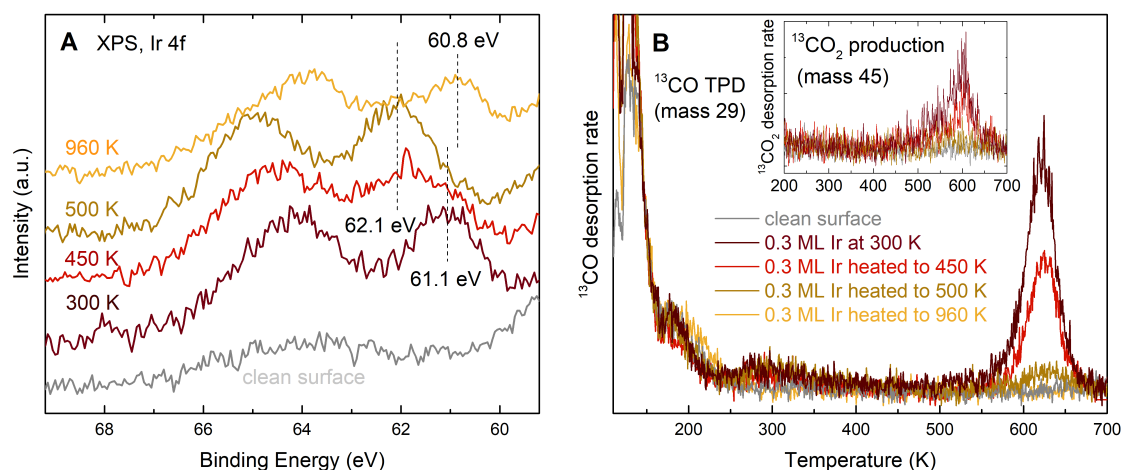 A
XPS, Ir 4f
60.8 eV
960 K
500 K
62.1 eV
450 K
61.1 eV
300 K
clean surface
Intensity (a.u.)
68
66
64
62
60
Binding Energy (eV)
B
¹³CO TPD
(mass 29)
¹³CO₂ production
(mass 45)
¹³CO₂ desorption rate
200
300
400
500
600
700
clean surface
0.3 ML Ir at 300 K
0.3 ML Ir heated to 450 K
0.3 ML Ir heated to 500 K
0.3 ML Ir heated to 960 K
¹³CO desorption rate
200
300
400
500
600
700
Temperature (K)